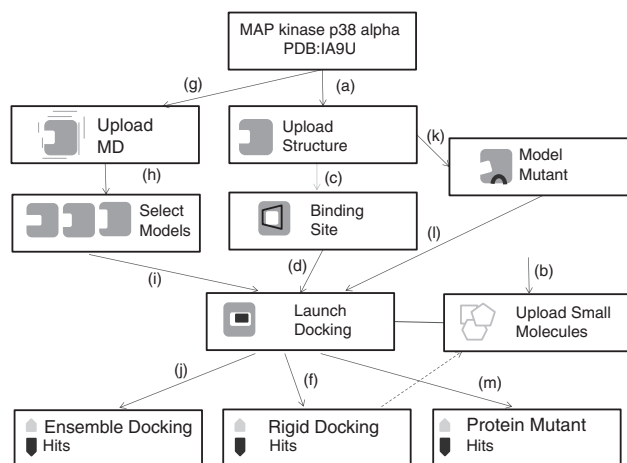 MAP kinase p38 alpha
PDB:IA9U
(g)
(a)
Upload
MD
Upload
Structure
(k)
Model
Mutant
(h)
(c)
Select
Models
Binding
Site
(l)
(i)
(d)
(b)
Launch
Docking
Upload Small
Molecules
(j)
(f)
(m)
Ensemble Docking
Hits
Rigid Docking
Hits
Protein Mutant
Hits